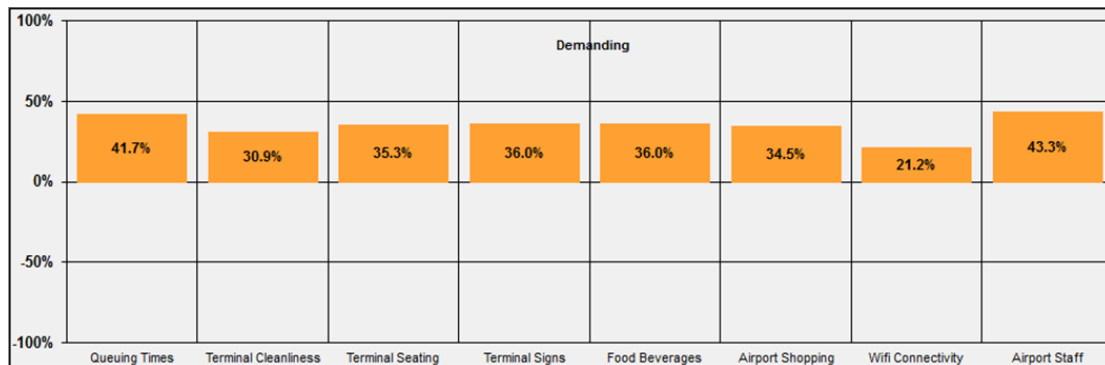 100%
Demanding
50%
41.7% 30.9% 35.3% 36.0% 36.0% 34.5% 21.2% 43.3%
0%
-50%
-100%
Queuing Times Terminal Cleanliness Terminal Seating Terminal Signs Food Beverages Airport Shopping Wifi Connectivity Airport Staff